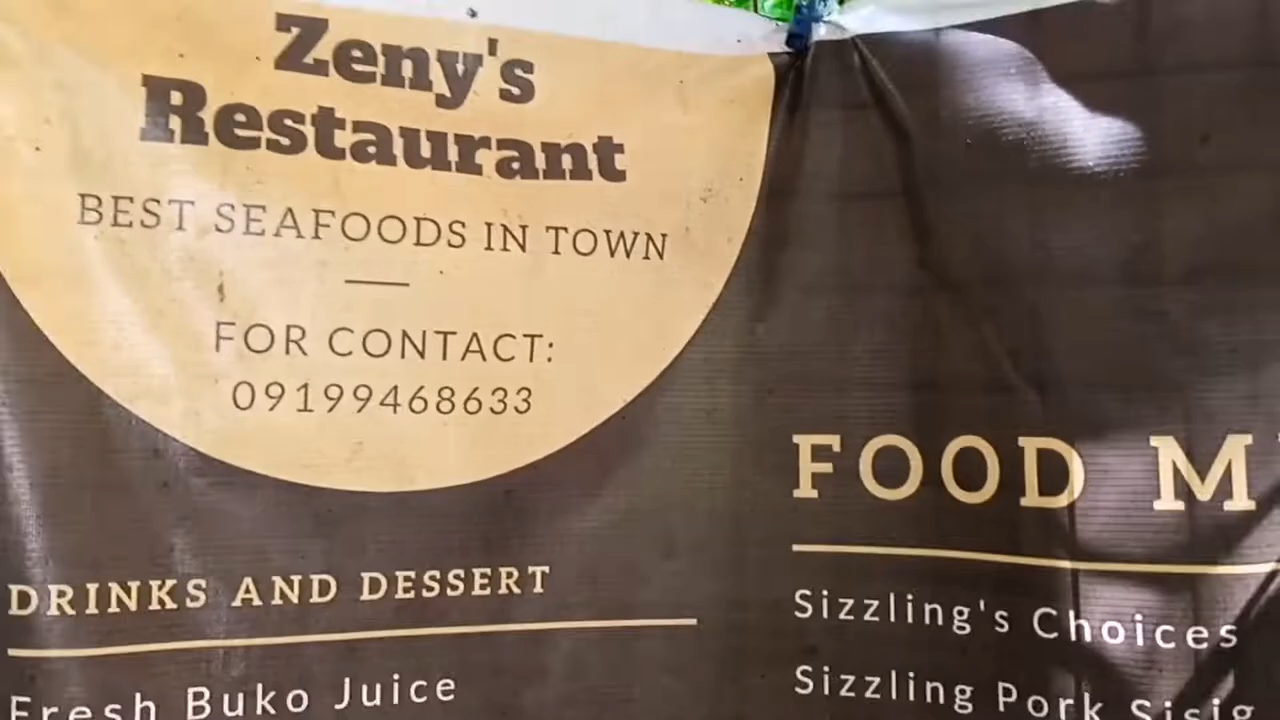 Zeny's
Restaurant
BEST SEAFOODS IN TOWN
FOR CONTACT:
09199468633
DRINKS AND DESSERT
Fresh Buko Juice
FOOD M
Sizzling's Choices
Sizzling Pork Sisig